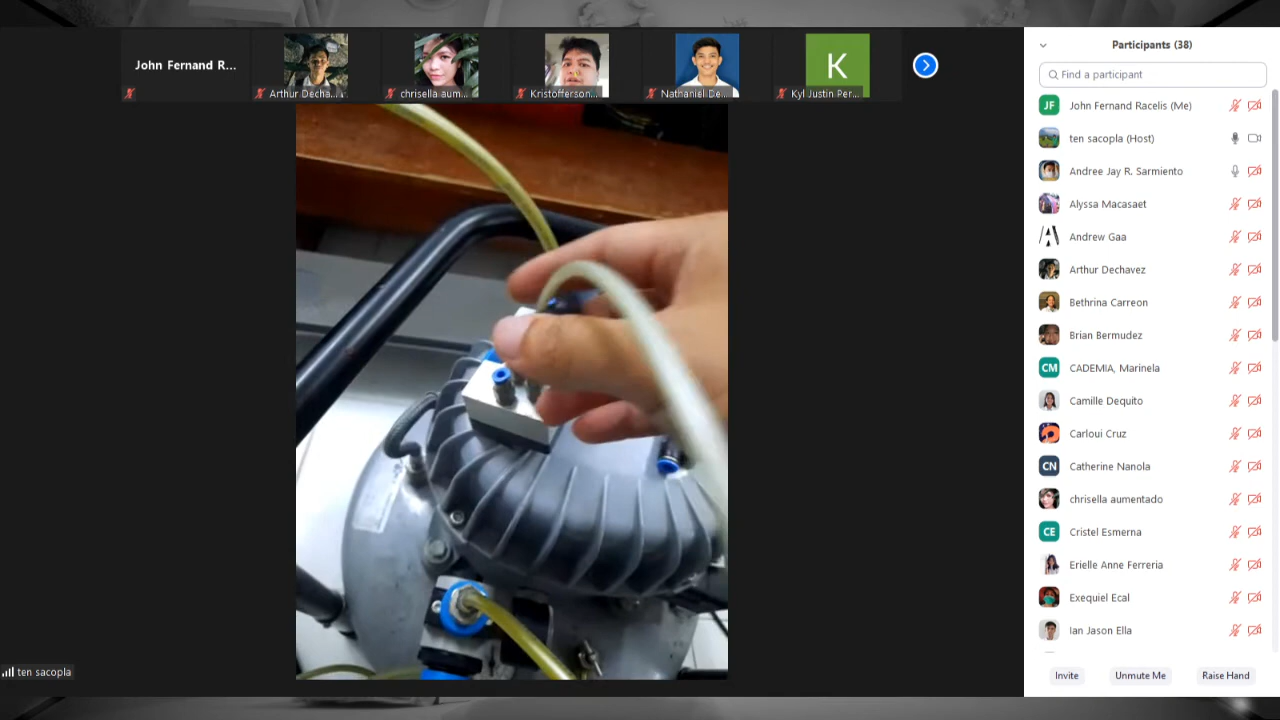 John Fernand R...
Arthur Decha...
chrisella aum...
Kristofferson...
Nathaniel De...
K
Kyl Justin Per...
ten sacopla
Participants (38)
Find a participant
JF John Fernand Racelis (Me)
ten sacopla (Host)
Andree Jay R. Sarmiento
Alyssa Macasaet
Andrew Gaa
Arthur Dechavez
Bethrina Carreon
Brian Bermudez
CM CADEMIA, Marinela
Camille Dequito
Carloui Cruz
CN Catherine Nanola
chrisella aumentado
CE Cristel Esmerna
Erielle Anne Ferreria
Exequiel Ecal
Ian Jason Ella
Invite Unmute Me Raise Hand